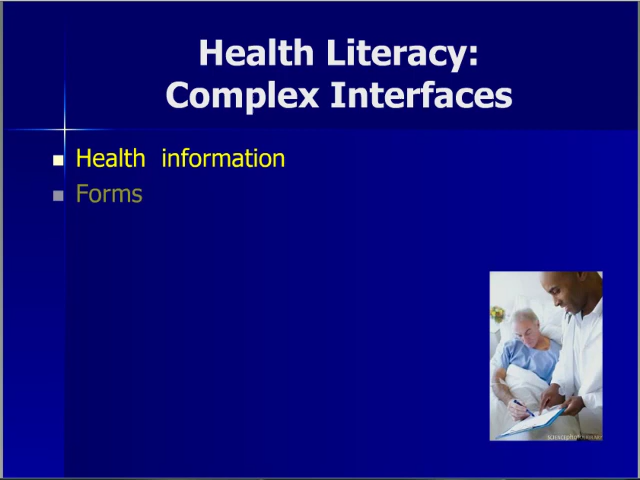 Health Literacy:
Complex Interfaces
Health information
Forms